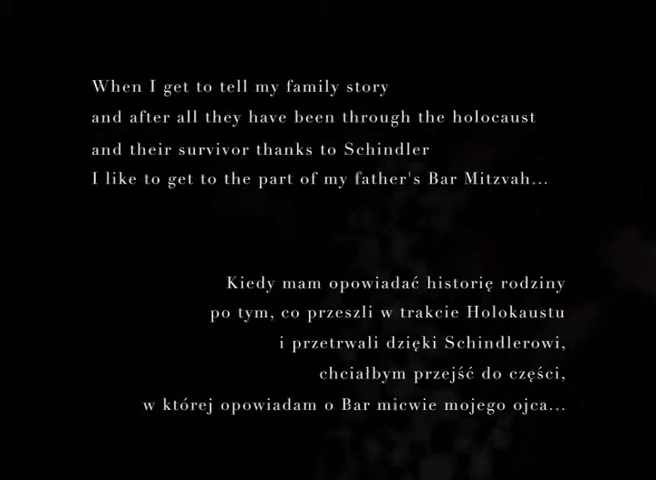 When I get to tell my family story
and after all they have been through the holocaust
and their survivor thanks to Schindler
I like to get to the part of my father's Bar Mitzvah...
Kiedy mam opowiadać historię rodziny
po tym, co przeszli w trakcie Holokaustu
i przetrwali dzięki Schindlerowi,
chciałbym przejść do części,
w której opowiadam o Bar micwie mojego ojca...